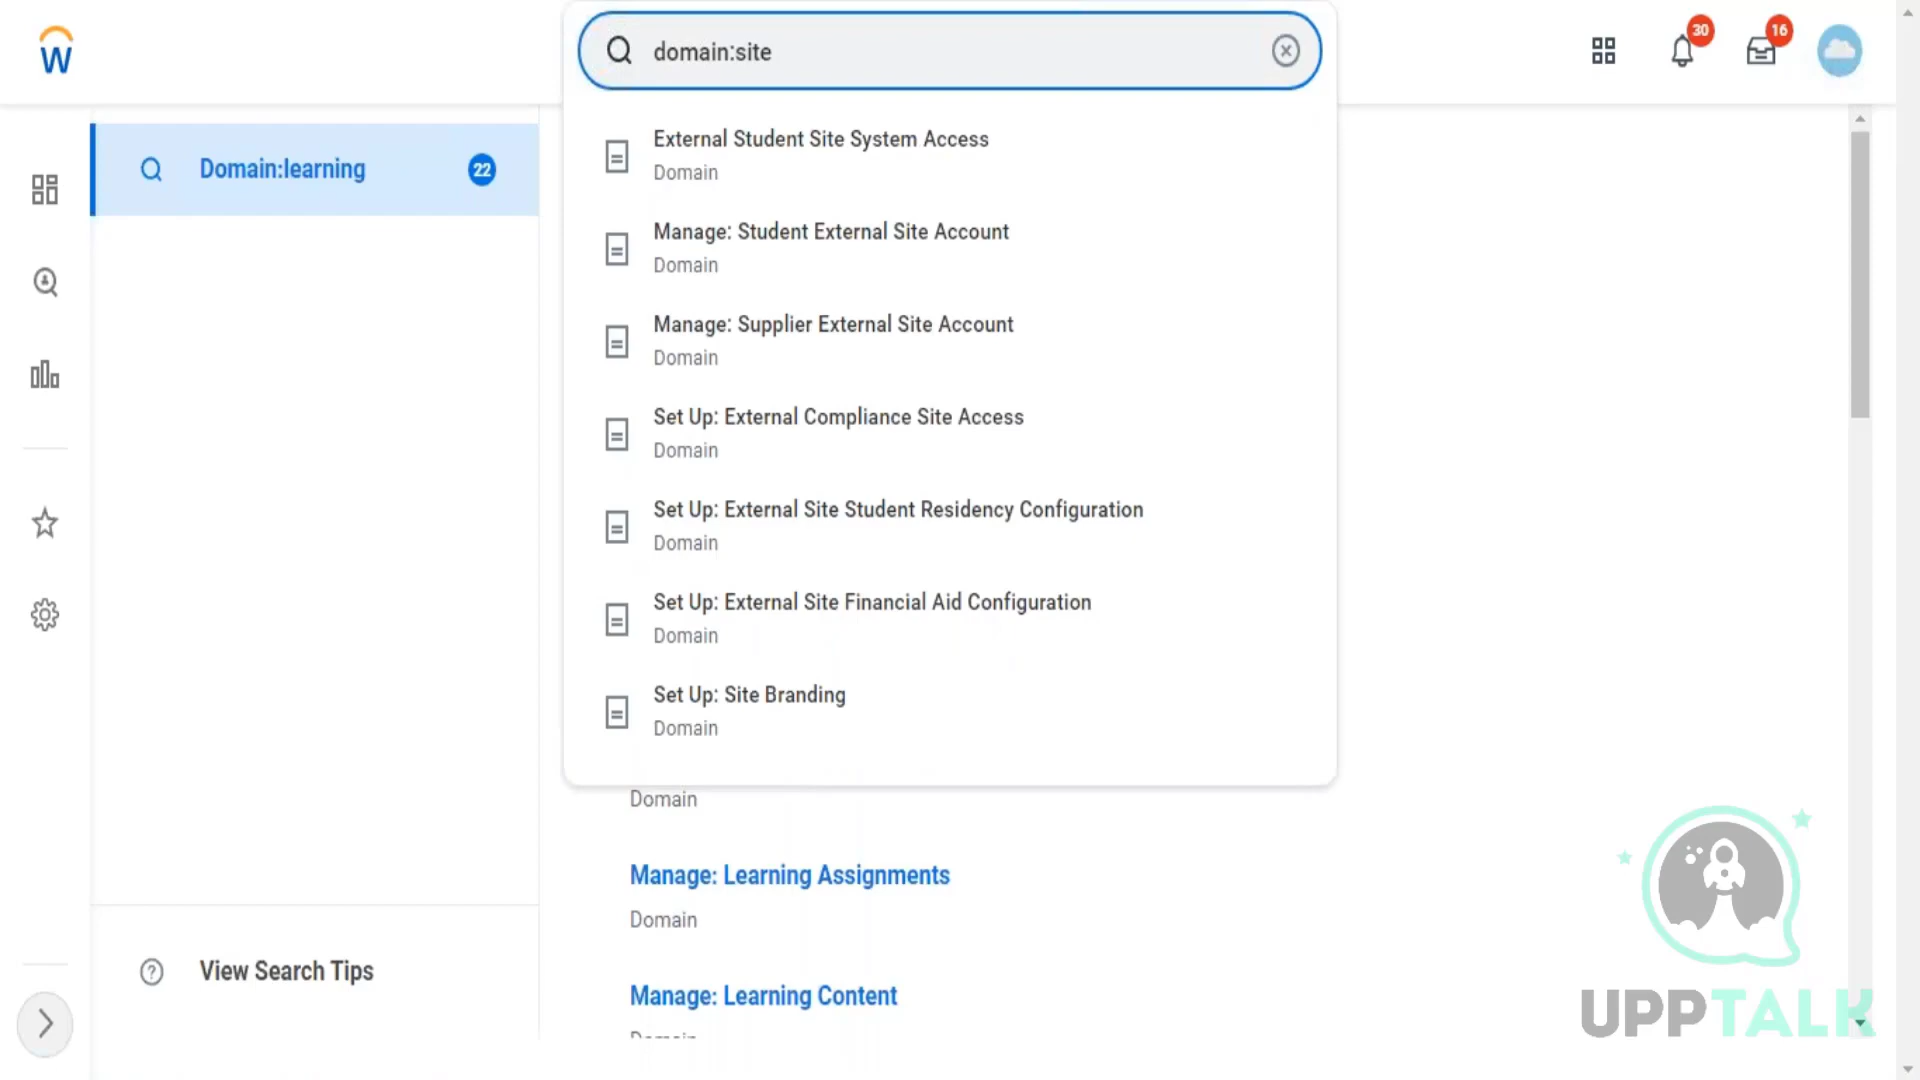 W
domain:site
30
16
Domain:learning
22
External Student Site System Access
Domain
Manage: Student External Site Account
Domain
Manage: Supplier External Site Account
Domain
Set Up: External Compliance Site Access
Domain
Set Up: External Site Student Residency Configuration
Domain
Set Up: External Site Financial Aid Configuration
Domain
Set Up: Site Branding
Domain
Domain
Manage: Learning Assignments
Domain
Manage: Learning Content
View Search Tips
UPPTALK